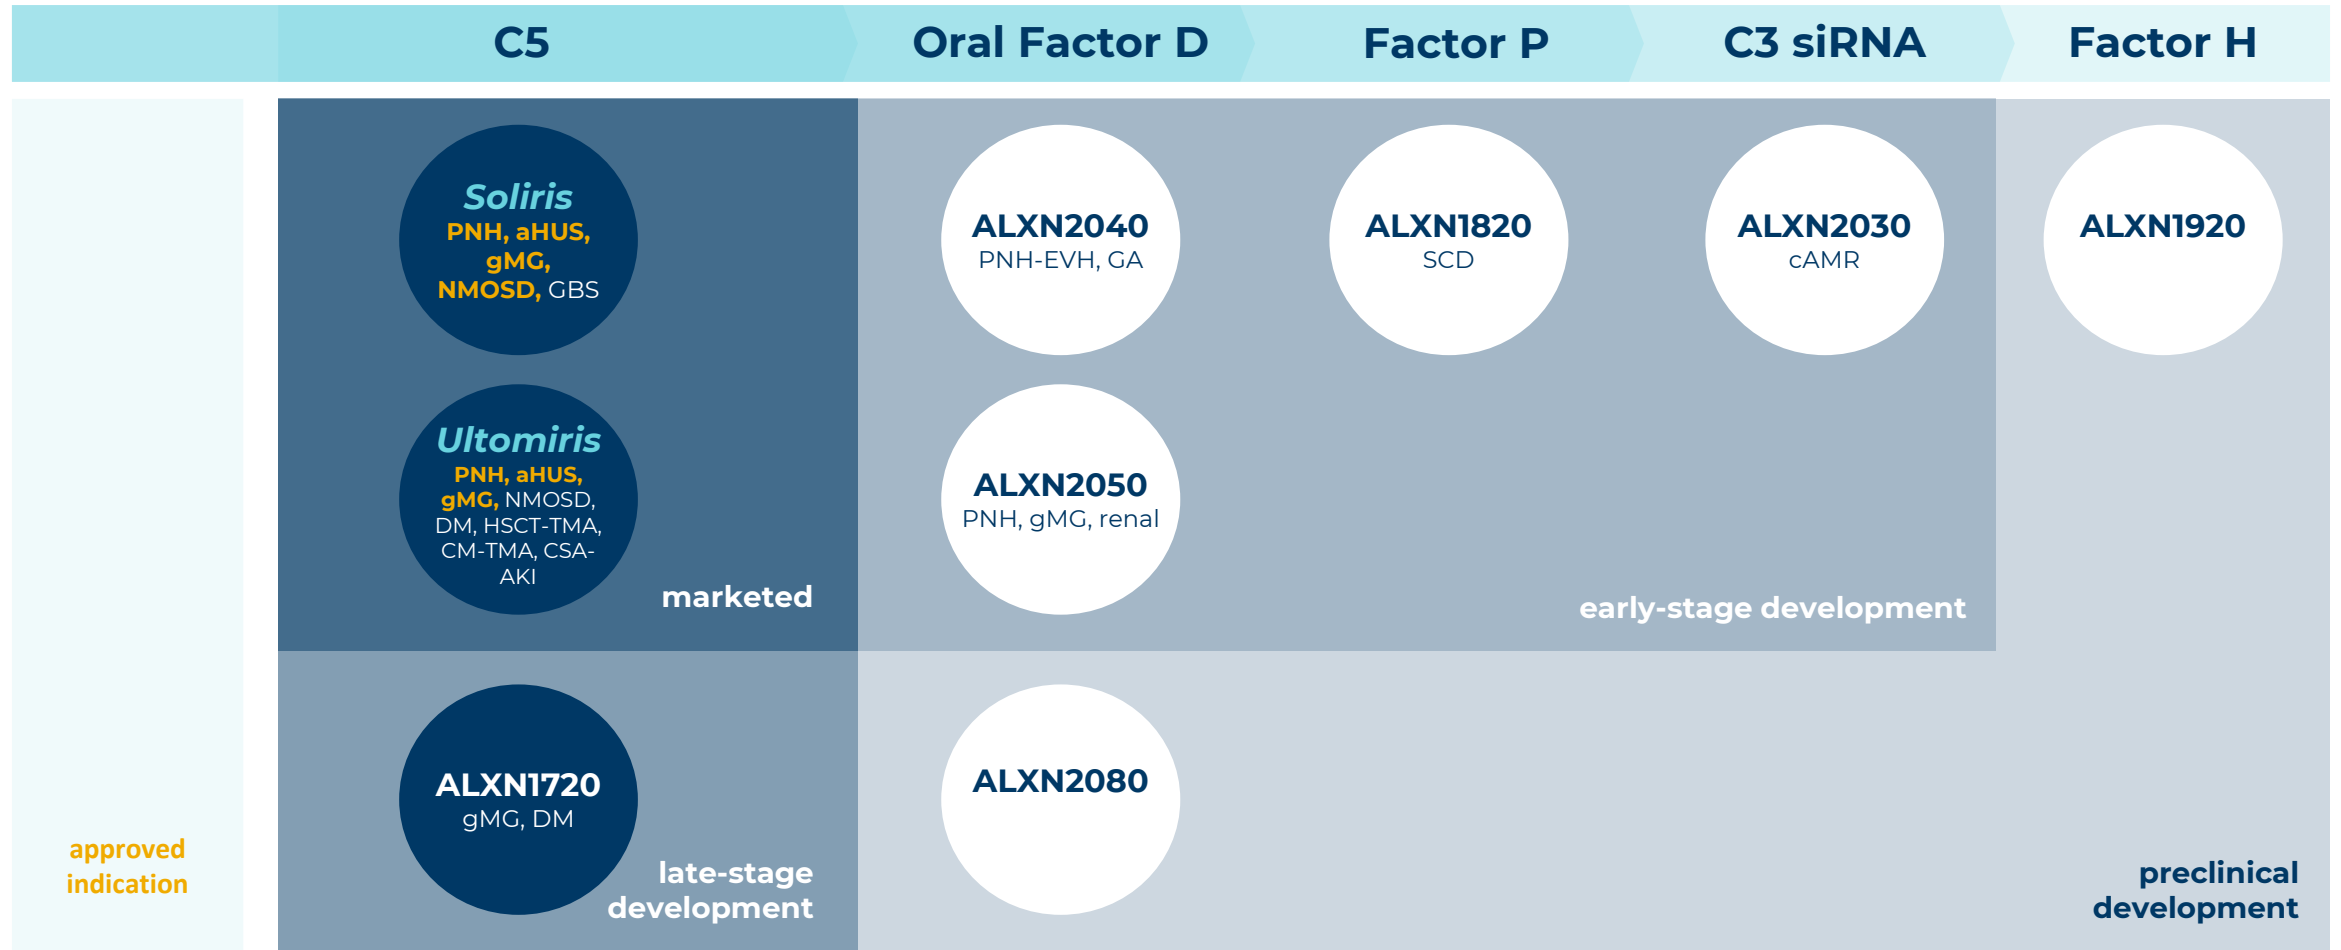 C5
Oral Factor D
Factor P
C3 siRNA
Factor H
Soliris
PNH, aHUS,
gMG,
NMOSD, GBS
ALXN2040
PNH-EVH, GA
ALXN1820
SCD
ALXN2030
cAMR
ALXN1920
Ultomiris
PNH, aHUS,
gMG, NMOSD,
DM, HSCT-TMA,
CM-TMA, CSA-
AKI
marketed
ALXN2050
PNH, gMG, renal
early-stage development
ALXN1720
gMG, DM
late-stage
development
ALXN2080
approved
indication
preclinical
development